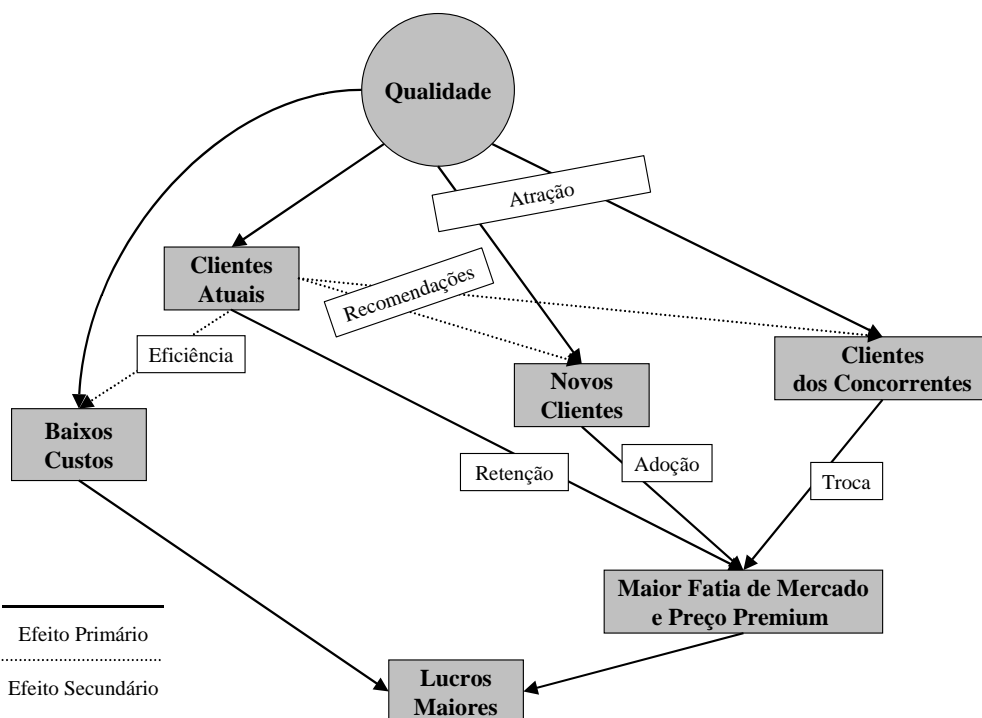 Qualidade
Atração
Clientes
Atuais
Recomendações
Eficiência
Clientes
dos Concorrentes
Novos
Clientes
Baixos
Custos
Retenção
Adoção
Troca
Maior Fatia de Mercado
e Preço Premium
Efeito Primário
Efeito Secundário
Lucros
Maiores